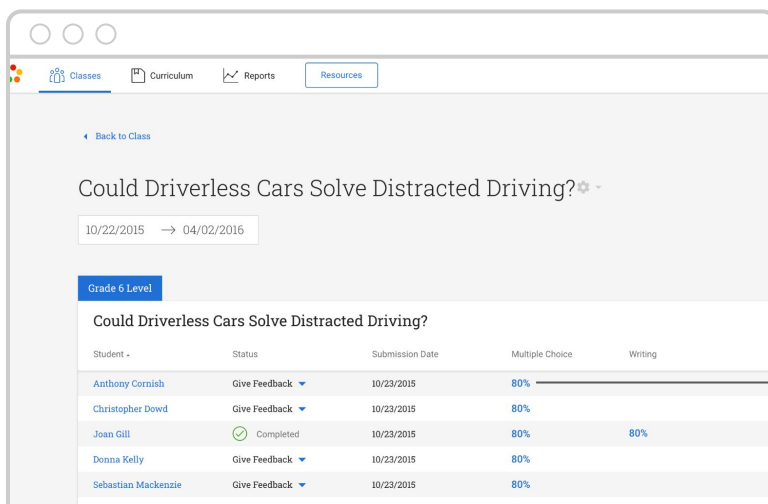 Classes Curriculum Reports Resources
Back to Class
Could Driverless Cars Solve Distracted Driving?
10/22/2015 → 04/02/2016
Grade 6 Level
Could Driverless Cars Solve Distracted Driving?
Student Status Submission Date Multiple Choice Writing
Anthony Cornish Give Feedback 10/23/2015 80%
Christopher Dowd Give Feedback 10/23/2015 80%
Joan Gill Completed 10/23/2015 80% 80%
Donna Kelly Give Feedback 10/23/2015 80%
Sebastian Mackenzie Give Feedback 10/23/2015 80%